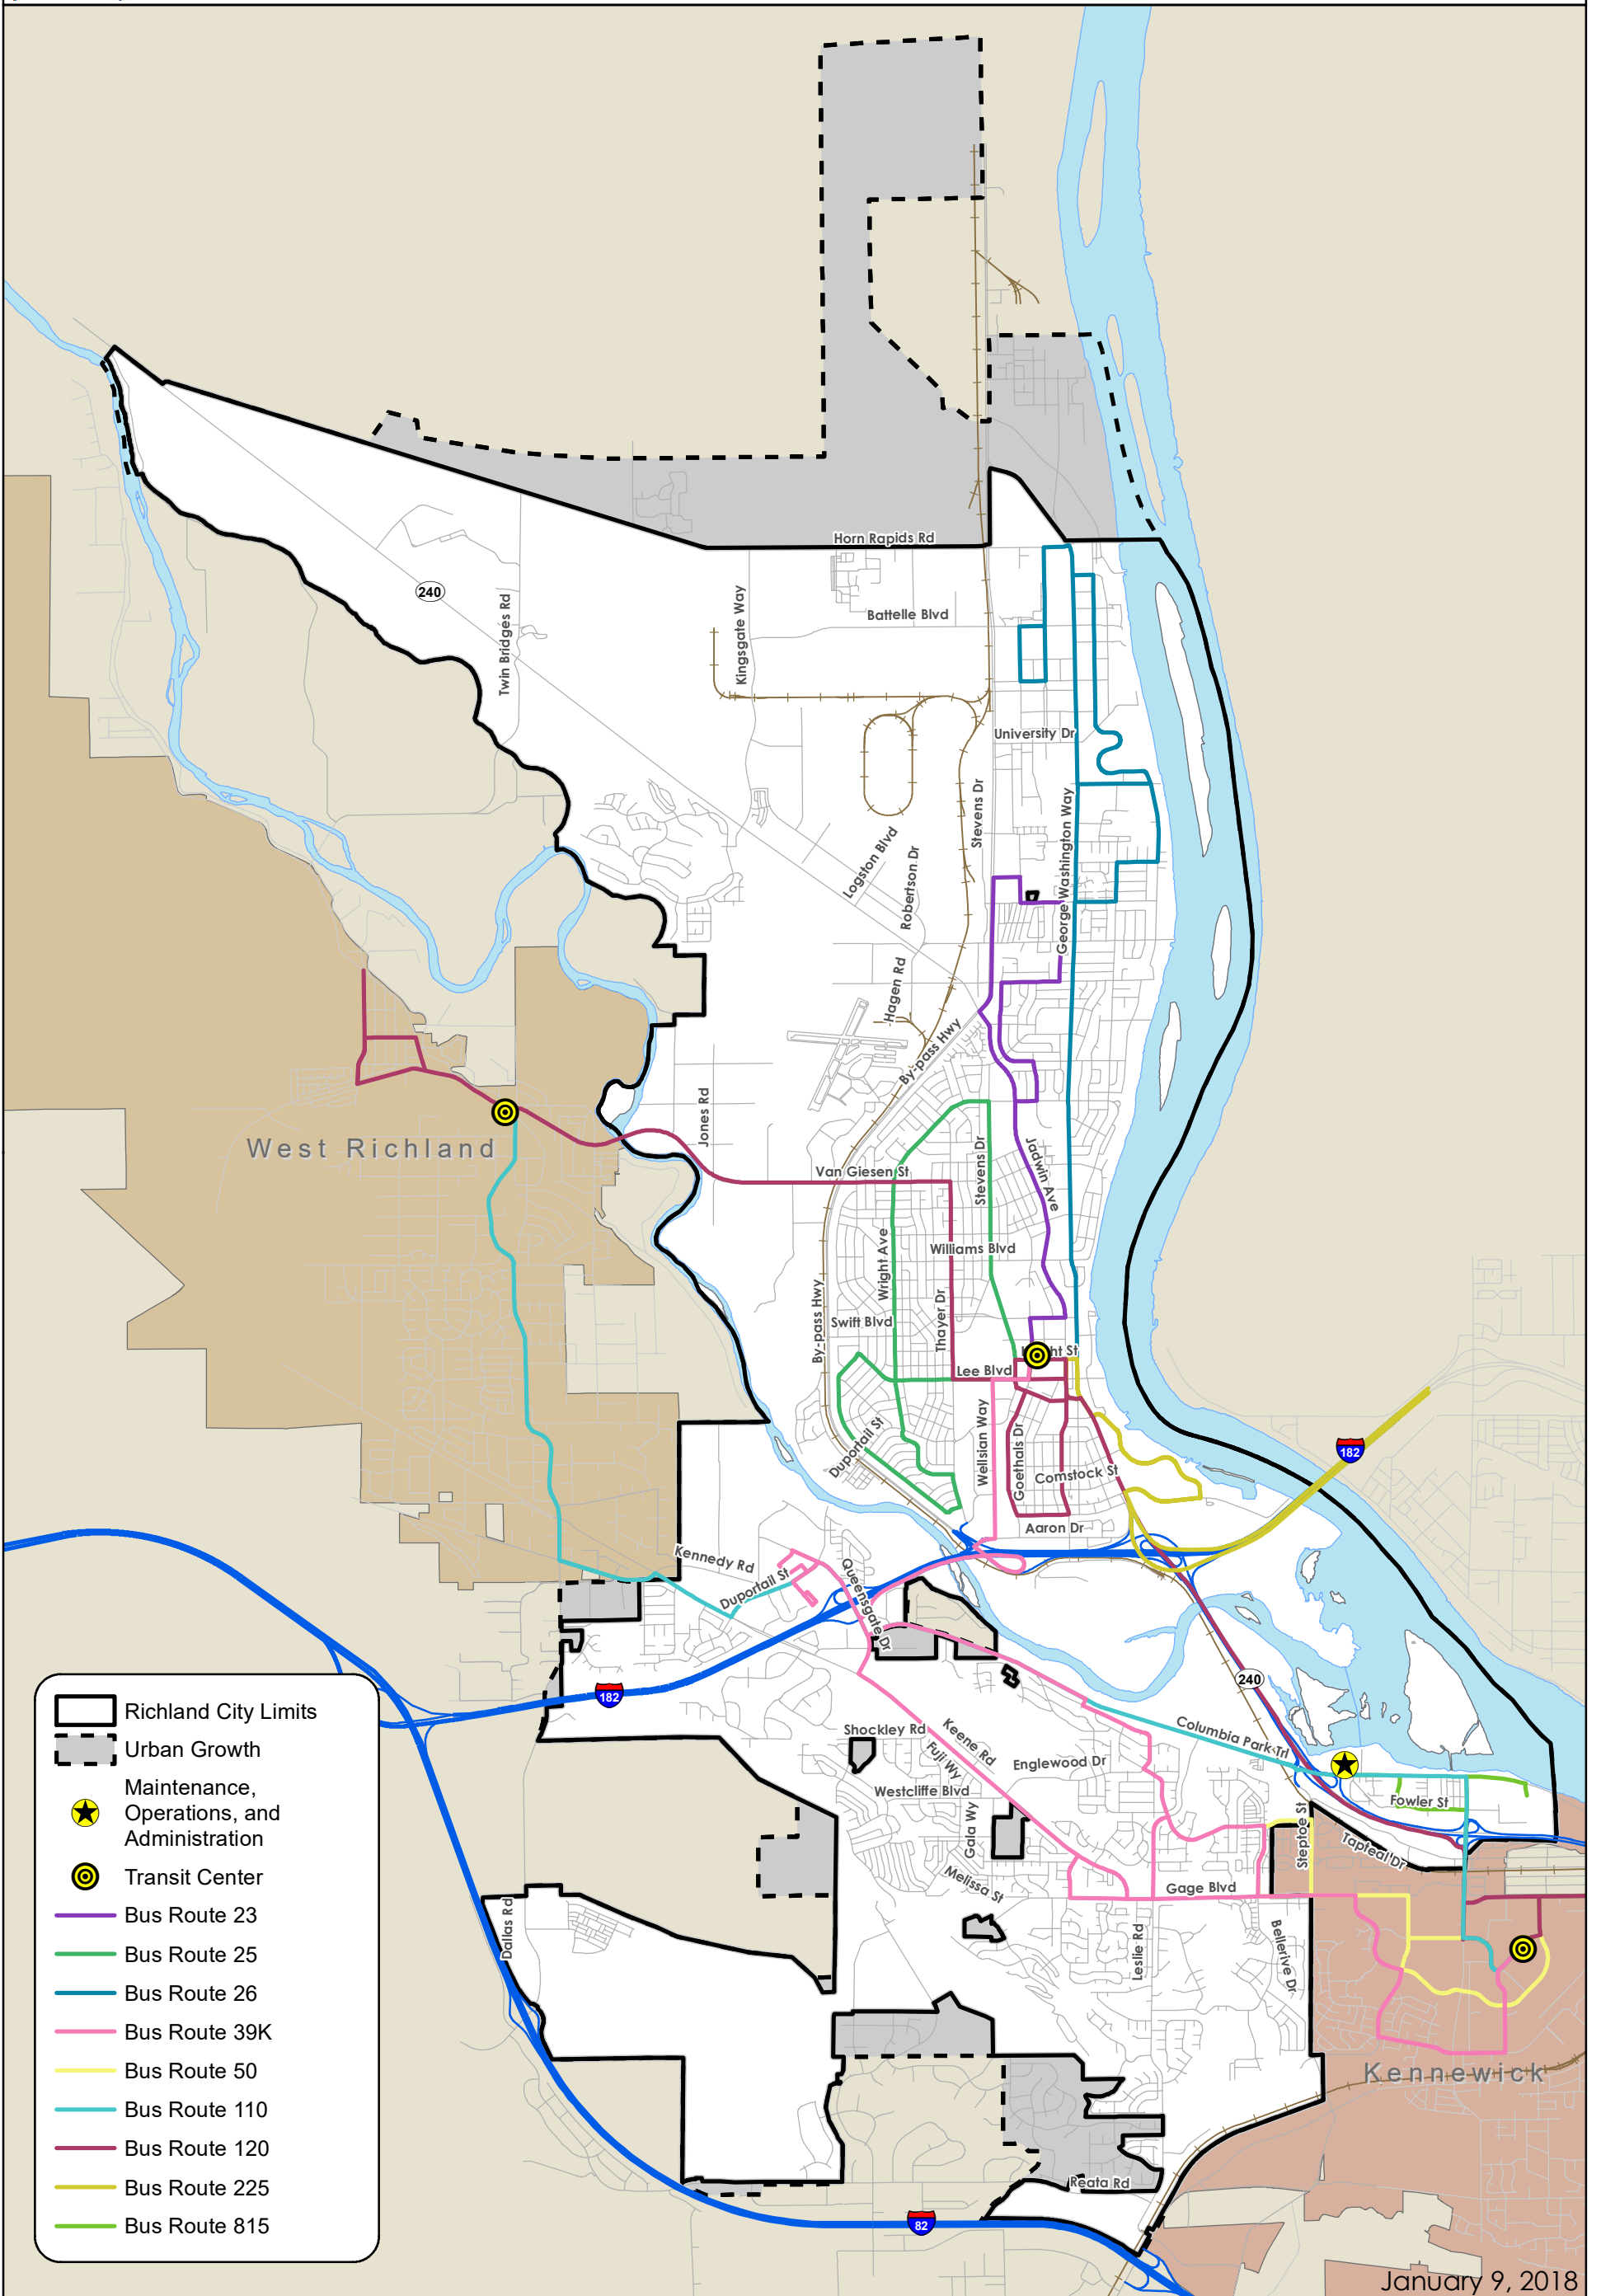 Horn Rapids Rd
240
Twin Bridges Rd
Kingsgate Way
Battelle Blvd
University Dr
Stevens Dr
George Washington Way
Logston Blvd
Robertson Dr
Hagen Rd
By-pass Hwy
Jones Rd
West Richland
Van Giesen St
Stevens Dr
Jadwin Ave
Williams Blvd
Wright Ave
By-pass Hwy
Swift Blvd
Thayer Dr
Lee Blvd
Wellsian Way
Goethals Dr
Comstock St
Duportail St
Aaron Dr
182
Kennedy Rd
Duportail St
Queensgate Dr
182
240
Columbia Park Trl
Shockley Rd
Keene Rd
Fuji Wy
Englewood Dr
Westcliffe Blvd
Gala Wy
Fowler St
Steptoe St
Tapteal Dr
Melissa St
Gage Blvd
Dallas Rd
Leslie Rd
Bellerive Dr
Kennewick
Reata Rd
82
Richland City Limits
Urban Growth
Maintenance,
Operations, and
Administration
Transit Center
Bus Route 23
Bus Route 25
Bus Route 26
Bus Route 39K
Bus Route 50
Bus Route 110
Bus Route 120
Bus Route 225
Bus Route 815
January 9, 2018